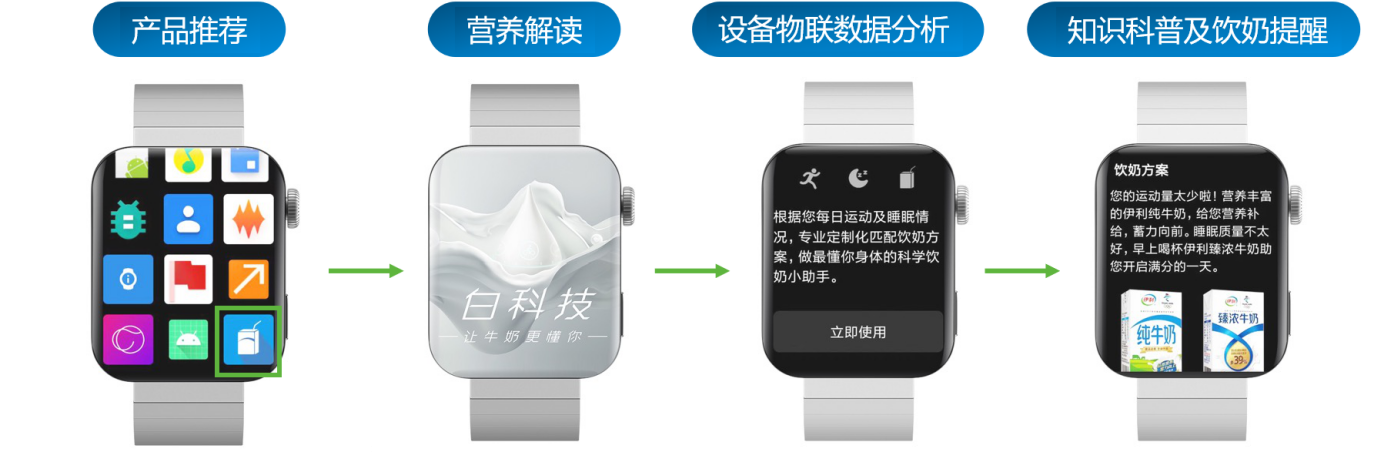 产品推荐
营养解读
设备物联数据分析
知识科普及饮奶提醒
白科技
让牛奶更懂你
根据您每日运动及睡眠情
况，专业定制化匹配饮奶方
案，做最懂你身体的科学饮
奶小助手。
立即使用
饮奶方案
您的运动量太少啦！营养丰富
的伊利纯牛奶，给您营养补
给，蓄力向前。睡眠质量不太
好，早上喝杯伊利臻浓牛奶助
您开启满分的一天。
伊利
纯牛奶
伊利
臻浓牛奶
39